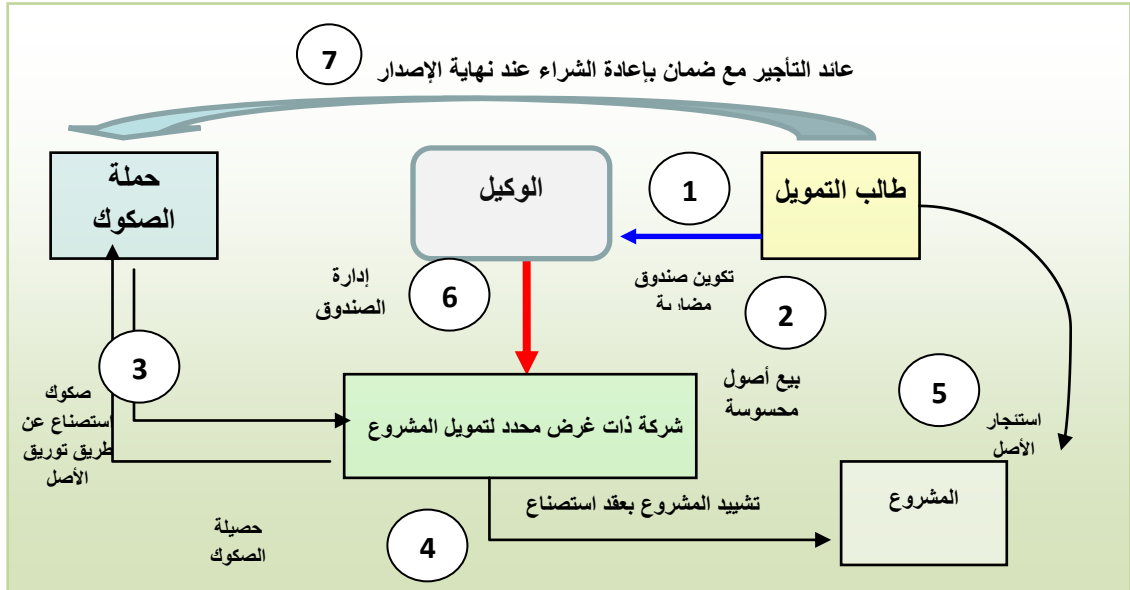 7
عائد التأجير مع ضمان بإعادة الشراء عند نهاية الإصدار
طالب التمويل
1
الوكيل
حملة
الصكوك
تكوين صندوق
2
بيع أصول
محسوسة
6
إدارة
الصندوق
3
صكوك
استصناع عن
طريق توريق
الأصل
شركة ذات غرض محدد لتمويل المشروع
5
استئجار
الأصل
المشروع
تشييد المشروع بعقد استصناع
4
حصيلة
الصكوك